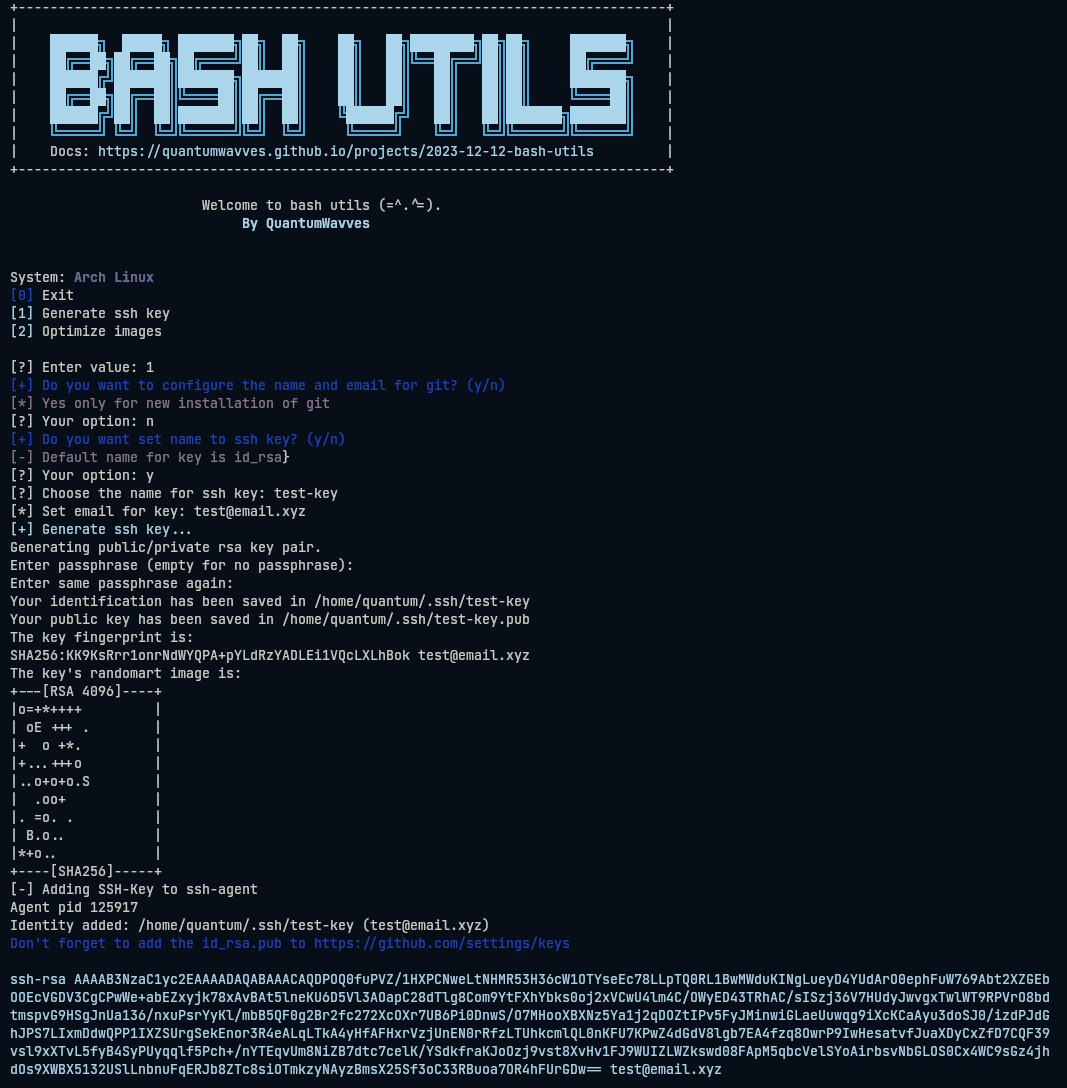 BASH UTILS
Docs: https://quantumwavves.github.io/projects/2023-12-12-bash-utils
Welcome to bash utils (=^.^=).
By QuantumWavves
System: Arch Linux
[0] Exit
[1] Generate ssh key
[2] Optimize images
[?] Enter value: 1
[+] Do you want to configure the name and email for git? (y/n)
[*] Yes only for new installation of git
[?] Your option: n
[+] Do you want set name to ssh key? (y/n)
[-] Default name for key is id_rsa}
[?] Your option: y
[?] Choose the name for ssh key: test-key
[*] Set email for key: test@email.xyz
[+] Generate ssh key...
Generating public/private rsa key pair.
Enter passphrase (empty for no passphrase):
Enter same passphrase again:
Your identification has been saved in /home/quantum/.ssh/test-key
Your public key has been saved in /home/quantum/.ssh/test-key.pub
The key fingerprint is:
SHA256:KK9KsRrr1onrNdWYQPA+pYLdRzYADLEi1VQcLXLhBok test@email.xyz
The key's randomart image is:
+---[RSA 4096]----+
|o=+*++++         |
| oE +++ .        |
|+  o +*.         |
|+...+++o         |
|..o+o+o.S        |
|  .oo+           |
|. =o. .          |
| B.o..           |
|*+o..            |
+----[SHA256]-----+
[-] Adding SSH-Key to ssh-agent
Agent pid 125917
Identity added: /home/quantum/.ssh/test-key (test@email.xyz)
Don't forget to add the id_rsa.pub to https://github.com/settings/keys
ssh-rsa AAAAB3NzaC1yc2EAAAADAQABAAACAQDPOQ0fuPVZ/1HXPCNweLtNHMR53H36cW1OTYseEc78LLpTQ0RL1BwMWduKINgLueyD4YUdArO0ephFuW769Abt2XZGEb
OOEcVGDV3CgCPwWe+abEZxyjk78xAvBAt5lneKU6D5Vl3AOapC28dTlg8Com9YtFXhYbks0oj2xVCwU4lm4C/OWyED43TRhAC/sISzj36V7HUdyJwvgxTwlWT9RPVrO8bd
tmspvG9HSgJnUa136/nxuPsrYyKl/mbB5QF0g2Br2fc272XcOXr7UB6Pi0DnwS/O7MHooXBXNz5Ya1j2qDOZtIPv5FyJMinwiGLaeUuwqg9iXcKCaAyu3doSJ0/izdPJdG
hJPS7LIxmDdwQPP1IXZSUrgSekEnor3R4eALqLTkA4yHfAFHxrVzjUnEN0rRfzLTUhkcmlQL0nKFU7KPwZ4dGdV8lgb7EA4fzq8OwrP9IwHesatvfJuaXDyCxZfD7CQF39
vsl9xXTvL5fyB4SyPUyqqlf5Pch+/nYTEqvUm8NiZB7dtc7celK/YSdkfraKJoOzj9vst8XvHv1FJ9WUIZLWZkswd08FApM5qbcVelSYoAirbsvNbGLOS0Cx4WC9sGz4jh
dOs9XWBX5132USlLnbnuFqERJb8ZTc8siOTmkzyNAyzBmsX25Sf3oC33RBuoa7OR4hFUrGDw== test@email.xyz